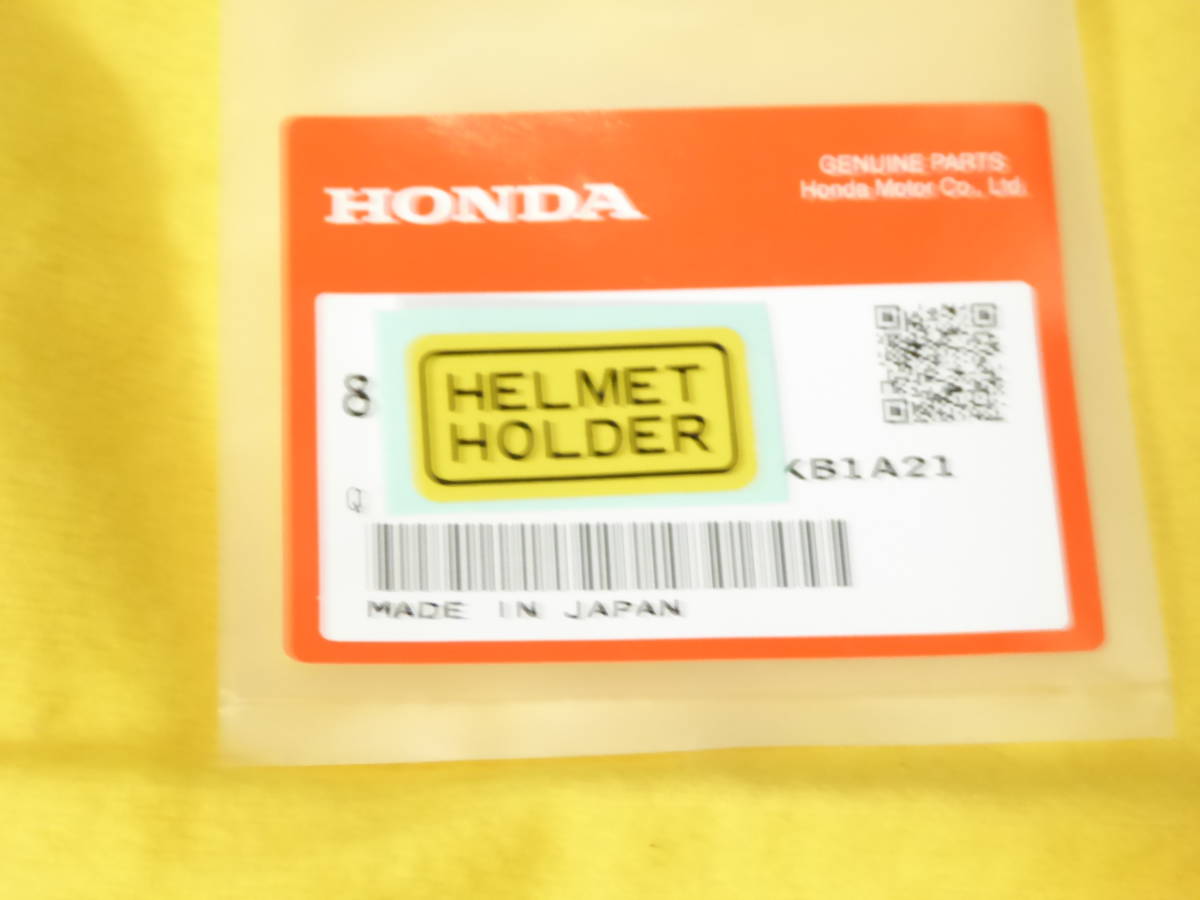 HONDA
GENUINE PARTS
Honda Motor Co., Ltd.
8
HELMET
HOLDER
KB1A21
MADE IN JAPAN